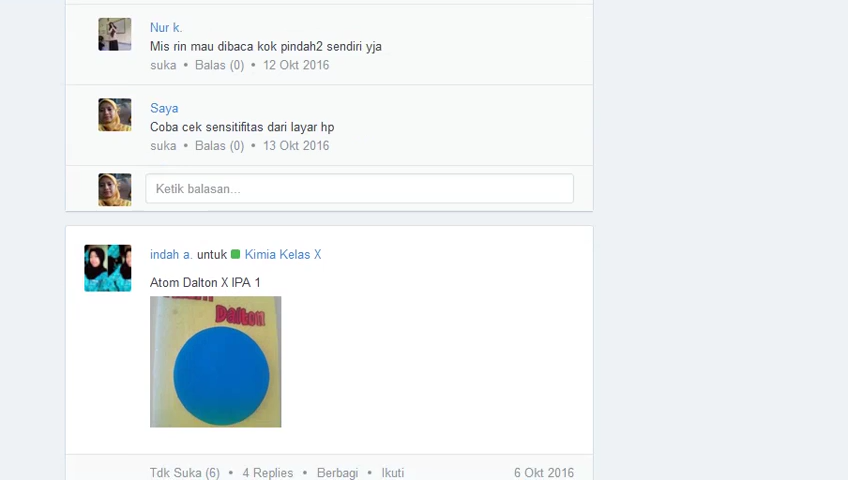 Nur k.
Mis rin mau dibaca kok pindah2 sendiri yja
suka • Balas (0) • 12 Okt 2016
Saya
Coba cek sensitifitas dari layar hp
suka • Balas (0) • 13 Okt 2016
Ketik balasan...
indah a. untuk Kimia Kelas X
Atom Dalton X IPA 1
Dalton
Tdk Suka (6) • 4 Replies • Berbagi • Ikuti 6 Okt 2016